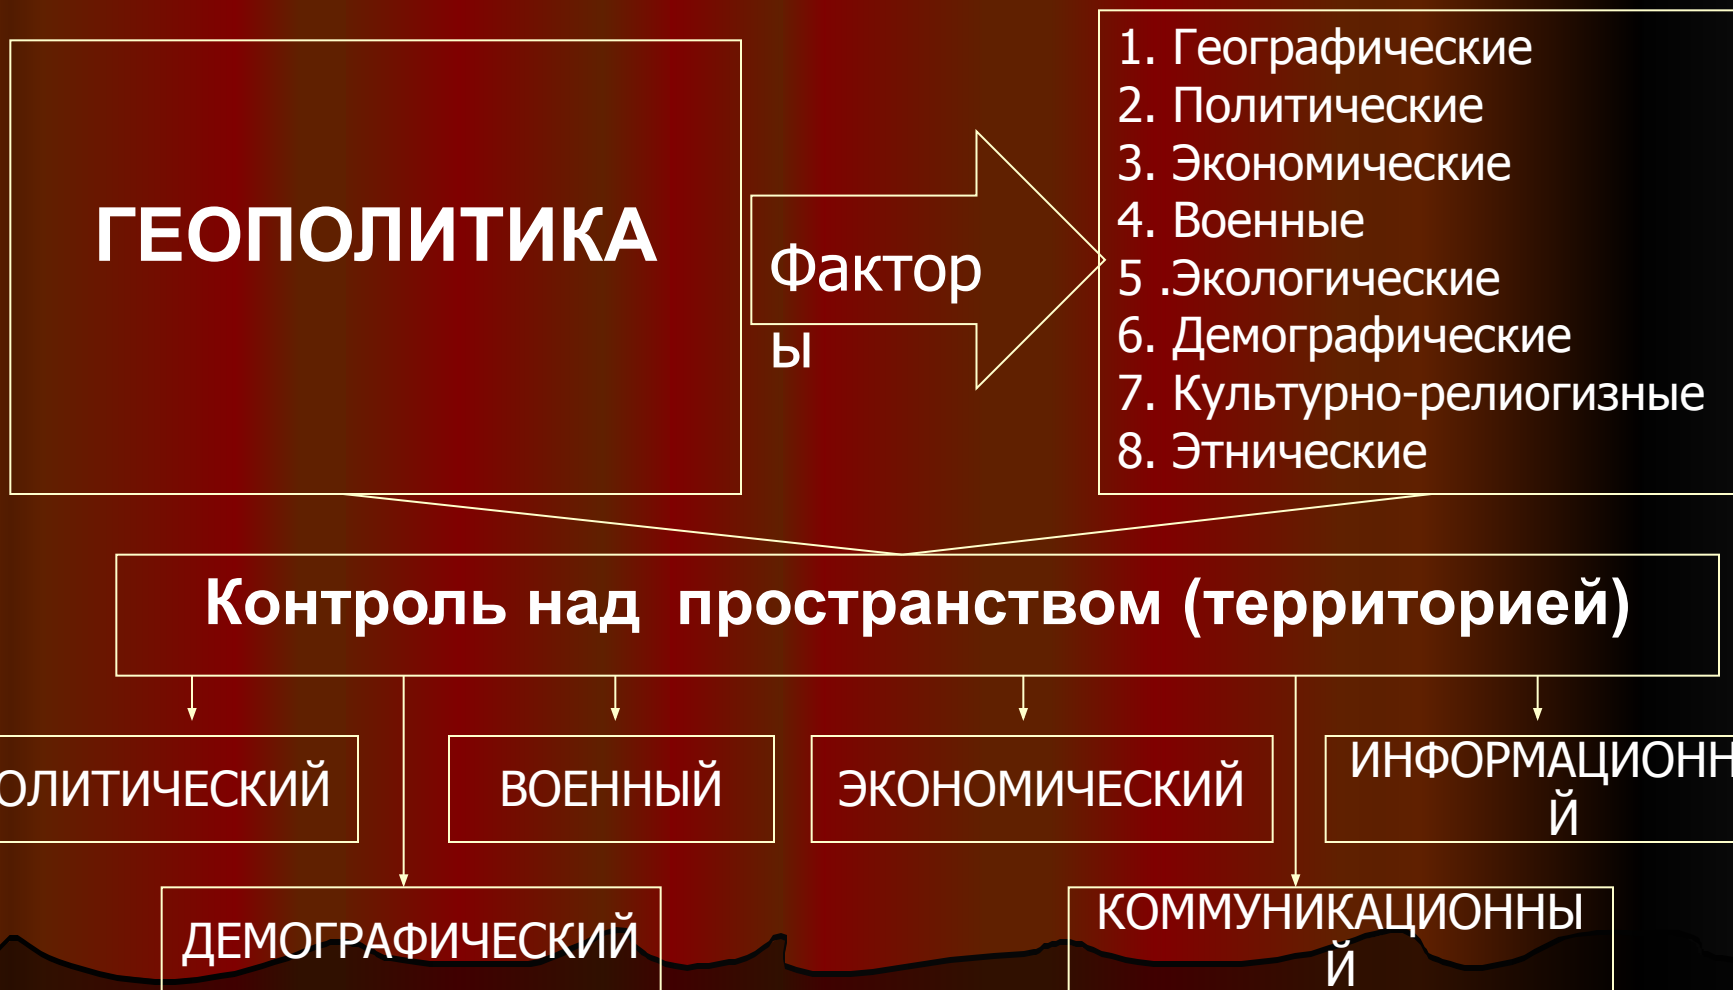 ГЕОПОЛИТИКА
Фактор
ы
1. Географические
2. Политические
3. Экономические
4. Военные
5 .Экологические
6. Демографические
7. Культурно-релиогизные
8. Этнические
Контроль над  пространством (территорией)
ОЛИТИЧЕСКИЙ
ВОЕННЫЙ
ЭКОНОМИЧЕСКИЙ
ИНФОРМАЦИОНН
Й
ДЕМОГРАФИЧЕСКИЙ
КОММУНИКАЦИОННЫ
Й